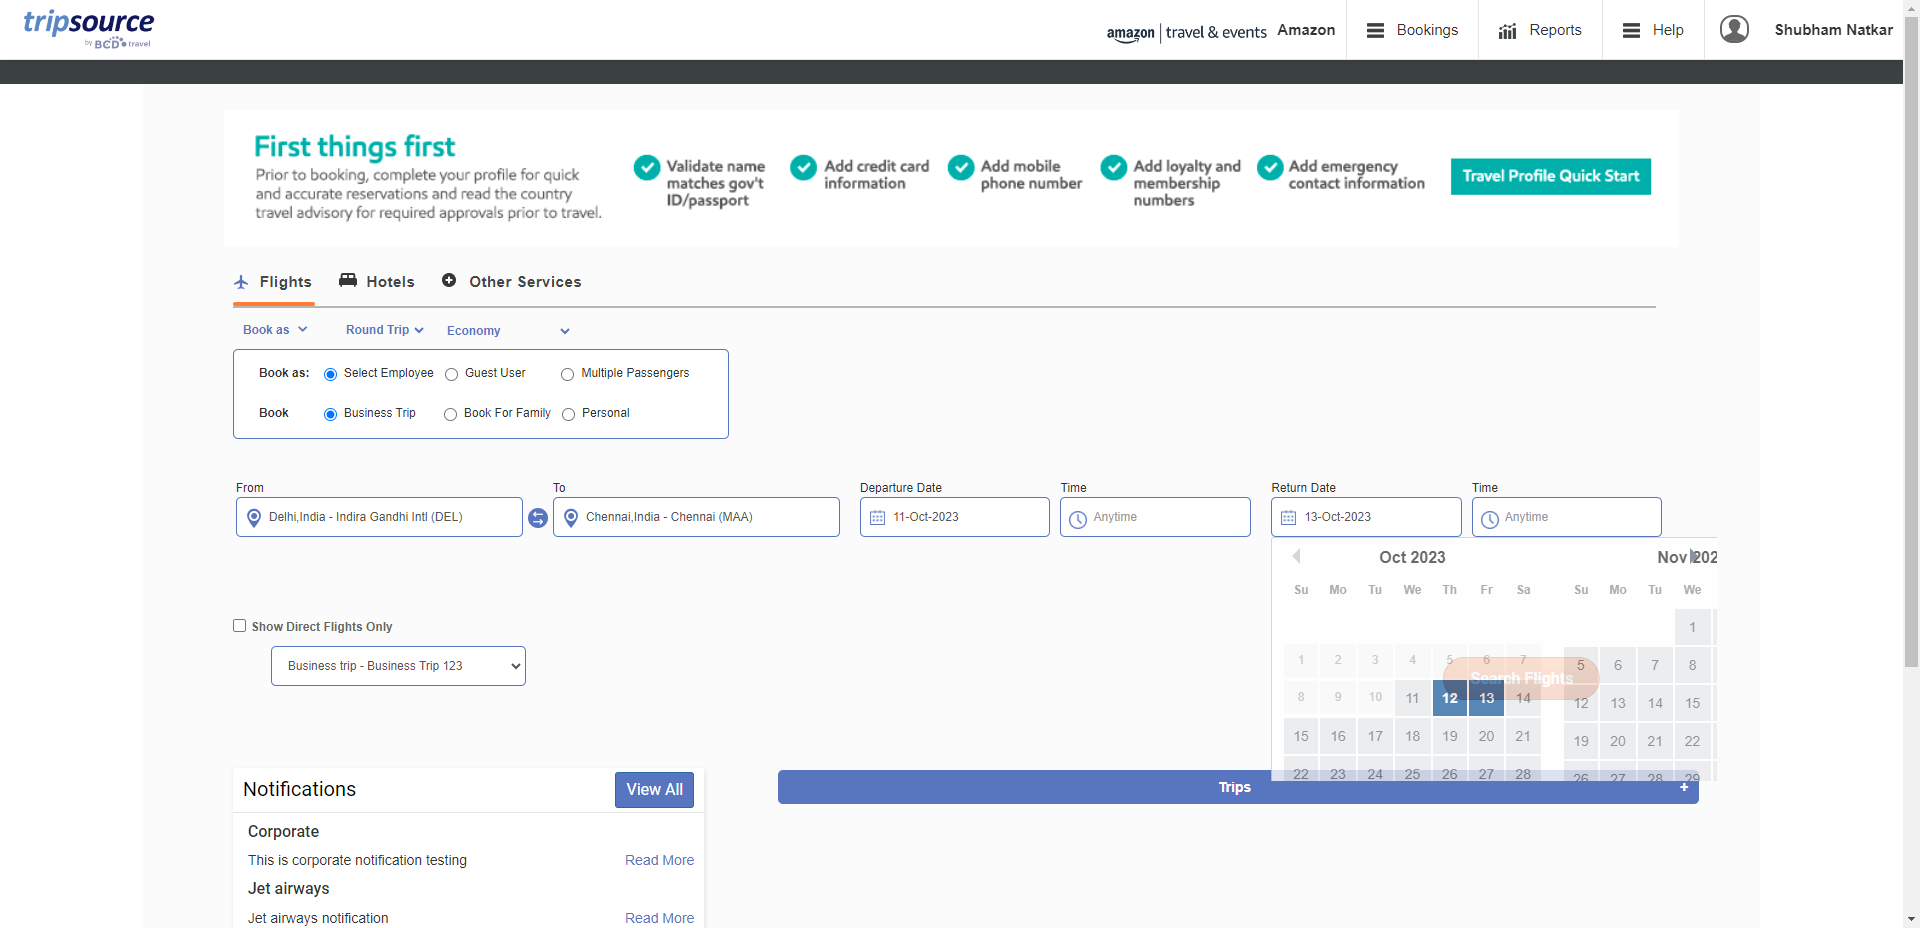 tripsource
by BCD travel
amazon | travel & events Amazon
Bookings
Reports
Help
Shubham Natkar
First things first
Prior to booking, complete your profile for quick
and accurate reservations and read the country
travel advisory for required approvals prior to travel.
Validate name
matches gov't
ID/passport
Add credit card
information
Add mobile
phone number
Add loyalty and
membership
numbers
Add emergency
contact information
Travel Profile Quick Start
Flights
Hotels
Other Services
Book as
Round Trip
Economy
Book as: Select Employee Guest User Multiple Passengers
Book Business Trip Book For Family Personal
From
To
Departure Date
Time
Return Date
Time
Delhi,India - Indira Gandhi Intl (DEL)
Chennai,India - Chennai (MAA)
11-Oct-2023
Anytime
13-Oct-2023
Anytime
Oct 2023
Nov 202
Su Mo Tu We Th Fr Sa
Su Mo Tu We
1
1 2 3 4 5 6 7
5 6 7 8
Search Flights
8 9 10 11 12 13 14
12 13 14 15
15 16 17 18 19 20 21
19 20 21 22
22 23 24 25 26 27 28
26 27 28 29
Show Direct Flights Only
Business trip - Business Trip 123
Notifications
View All
Trips
+
Corporate
This is corporate notification testing
Read More
Jet airways
Jet airways notification
Read More